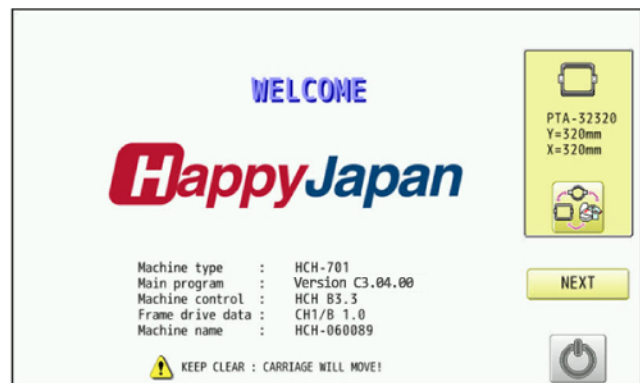 WELCOME
HappyJapan
PTA-32320
Y=320mm
X=320mm
Machine type : HCH-701
Main program : Version C3.04.00
Machine control : HCH B3.3
Frame drive data : CH1/B 1.0
Machine name : HCH-060089
NEXT
KEEP CLEAR : CARRIAGE WILL MOVE!